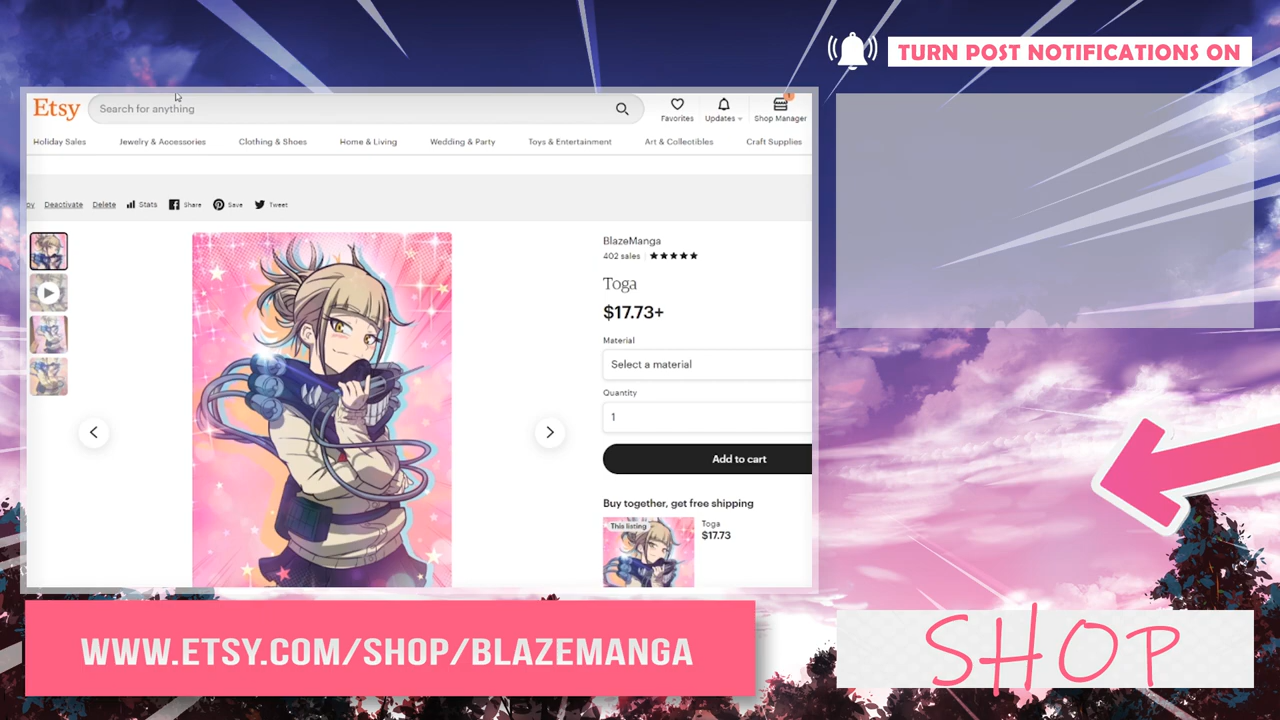 TURN POST NOTIFICATIONS ON
Etsy
Search for anything
Favorites
Updates
Shop Manager
Holiday Sales
Jewelry & Accessories
Clothing & Shoes
Home & Living
Wedding & Party
Toys & Entertainment
Art & Collectibles
Craft Supplies
Deactivate
Delete
Stats
Share
Save
Tweet
BlazeManga
402 sales
Toga
$17.73+
Material
Select a material
Quantity
1
Add to cart
Buy together, get free shipping
This listing
Toga
$17.73
WWW.ETSY.COM/SHOP/BLAZEMANGA
SHOP